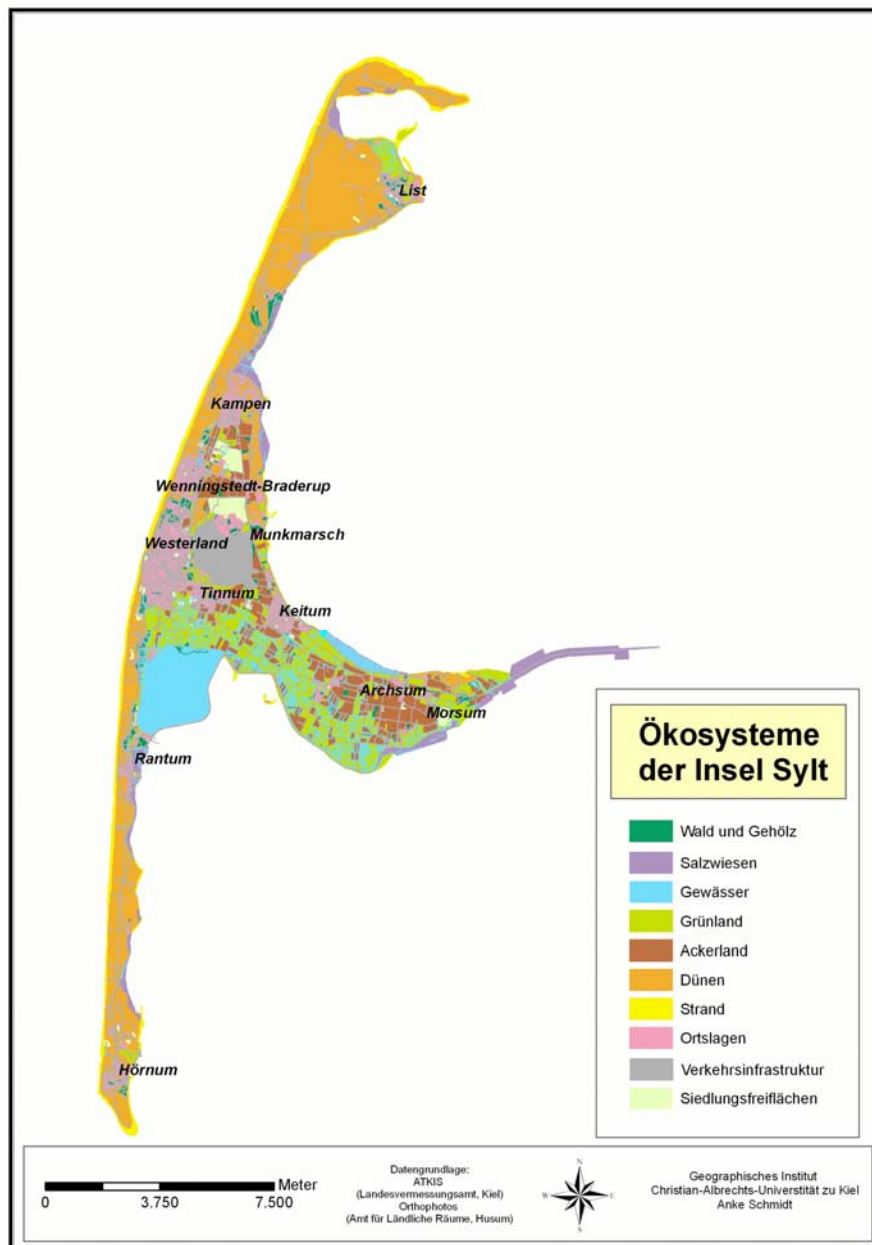 List
Kampen
Wenningstedt-Braderup
Munkmarsch
Westerland
Tinnum
Keitum
Archsum
Morsum
Rantum
Hörnum
Ökosysteme
der Insel Sylt
Wald und Gehölz
Salzwiesen
Gewässer
Grünland
Ackerland
Dünen
Strand
Ortslagen
Verkehrsinfrastruktur
Siedlungsfreiflächen
Meter
0 3.750 7.500
Datengrundlage:
ATKIS
(Landesvermessungsamt, Kiel)
Orthophotos
(Amt für Ländliche Räume, Husum)
N
W E
S
Geographisches Institut
Christian-Albrechts-Universtität zu Kiel
Anke Schmidt